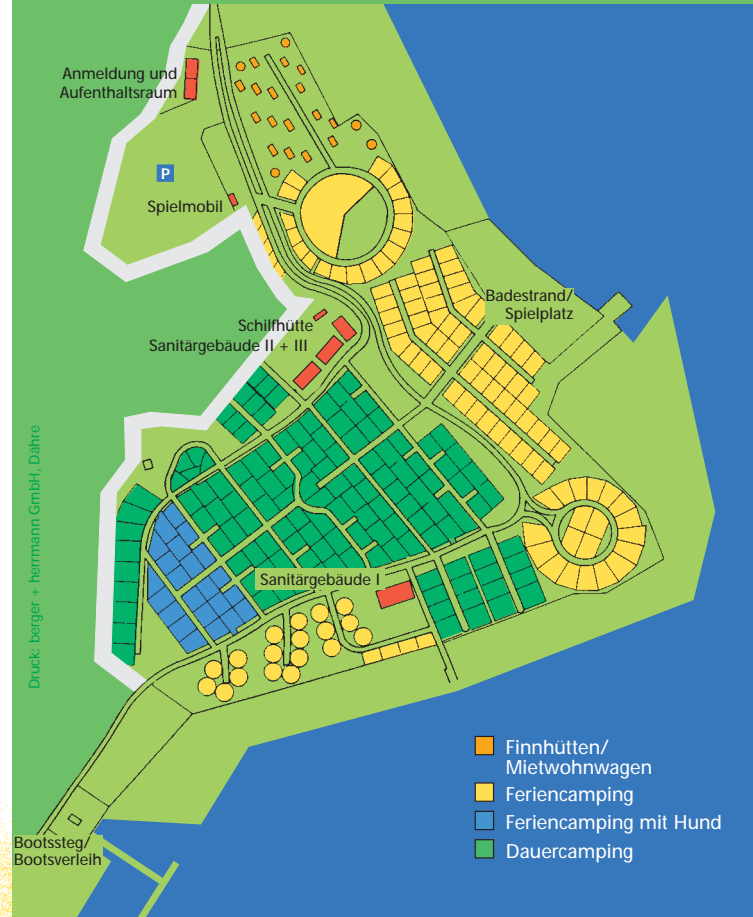 Anmeldung und
Aufenthaltsraum
P
Spielmobil
Schilfhütte
Sanitärgebäude II + III
Badestrand/
Spielplatz
Sanitärgebäude I
Druck: berger + herrmann GmbH, Dähre
Finnhütten/
Mietwohnwagen
Feriencamping
Feriencamping mit Hund
Dauercamping
Bootssteg/
Bootsverleih